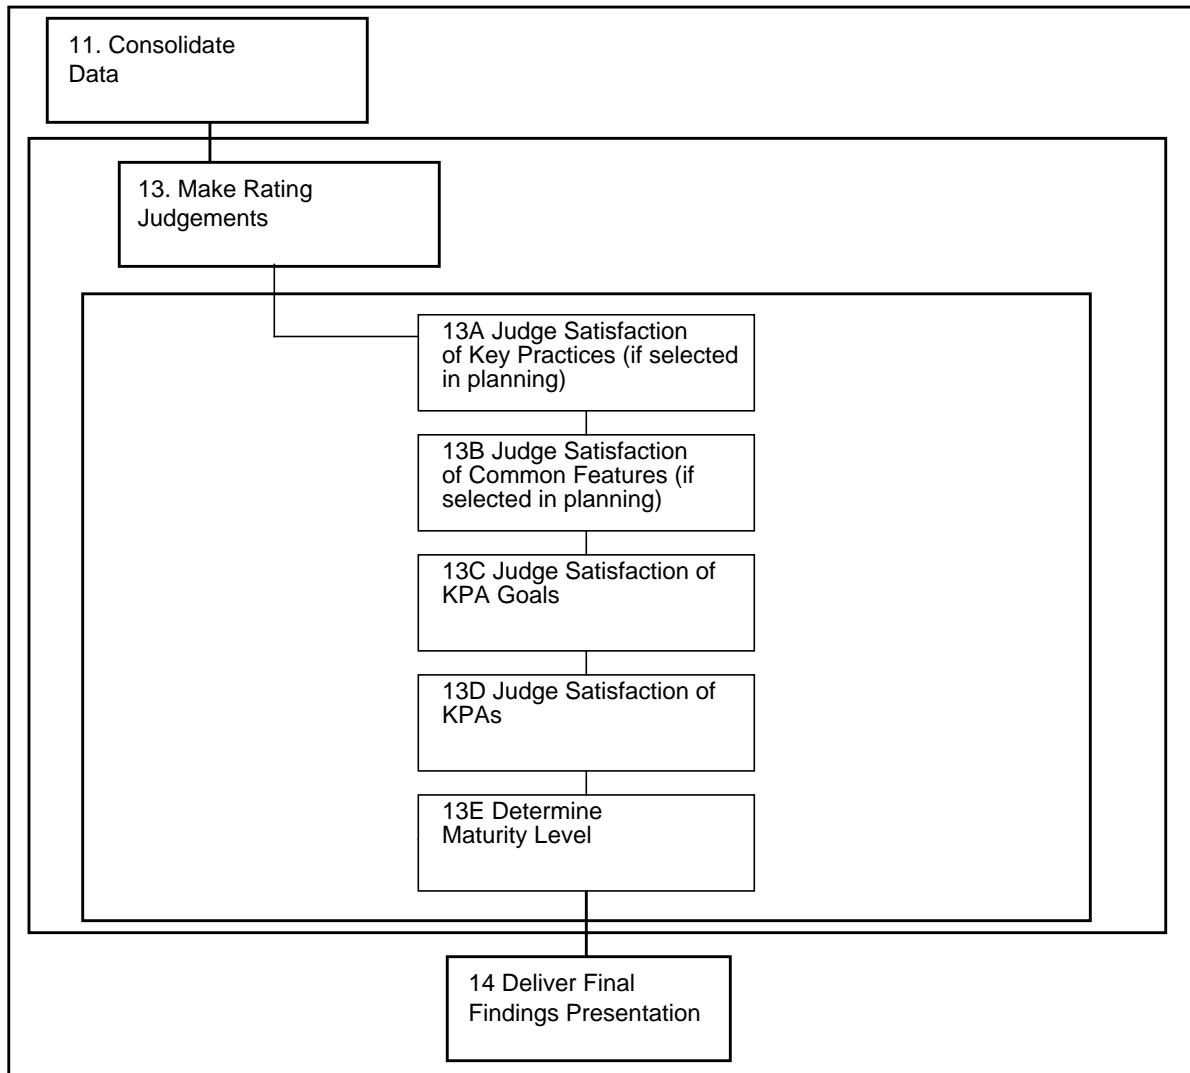 11. Consolidate
Data
13. Make Rating
Judgements
13A Judge Satisfaction
of Key Practices (if selected
in planning)
13B Judge Satisfaction
of Common Features (if
selected in planning)
13C Judge Satisfaction of
KPA Goals
13D Judge Satisfaction of
KPAs
13E Determine
Maturity Level
14 Deliver Final
Findings Presentation